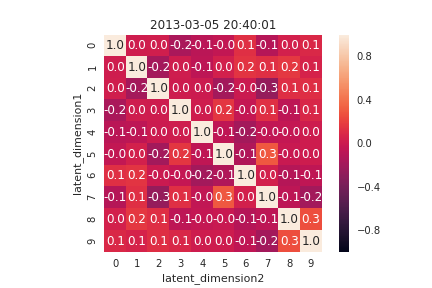 2013-03-05 20:40:01
0 1.0 0.0 0.0 -0.2 -0.1 -0.0 0.1 -0.1 0.0 0.1
1 0.0 1.0 -0.2 0.0 -0.1 0.0 0.2 0.1 0.2 0.1
2 0.0 -0.2 1.0 0.0 0.0 -0.2 -0.0 -0.3 0.1 0.1
3 -0.2 0.0 0.0 1.0 0.0 0.2 -0.0 0.1 -0.1 0.1
4 -0.1 -0.1 0.0 0.0 1.0 -0.1 -0.2 -0.0 -0.0 0.0
5 -0.0 0.0 -0.2 0.2 -0.1 1.0 -0.1 0.3 -0.0 0.0
6 0.1 0.2 -0.0 -0.0 -0.2 -0.1 1.0 0.0 -0.1 -0.1
7 -0.1 0.1 -0.3 0.1 -0.0 0.3 0.0 1.0 -0.1 -0.2
8 0.0 0.2 0.1 -0.1 -0.0 -0.0 -0.1 -0.1 1.0 0.3
9 0.1 0.1 0.1 0.1 0.0 0.0 -0.1 -0.2 0.3 1.0
0 1 2 3 4 5 6 7 8 9
latent_dimension2
latent_dimension1
0.8
0.4
0.0
-0.4
-0.8